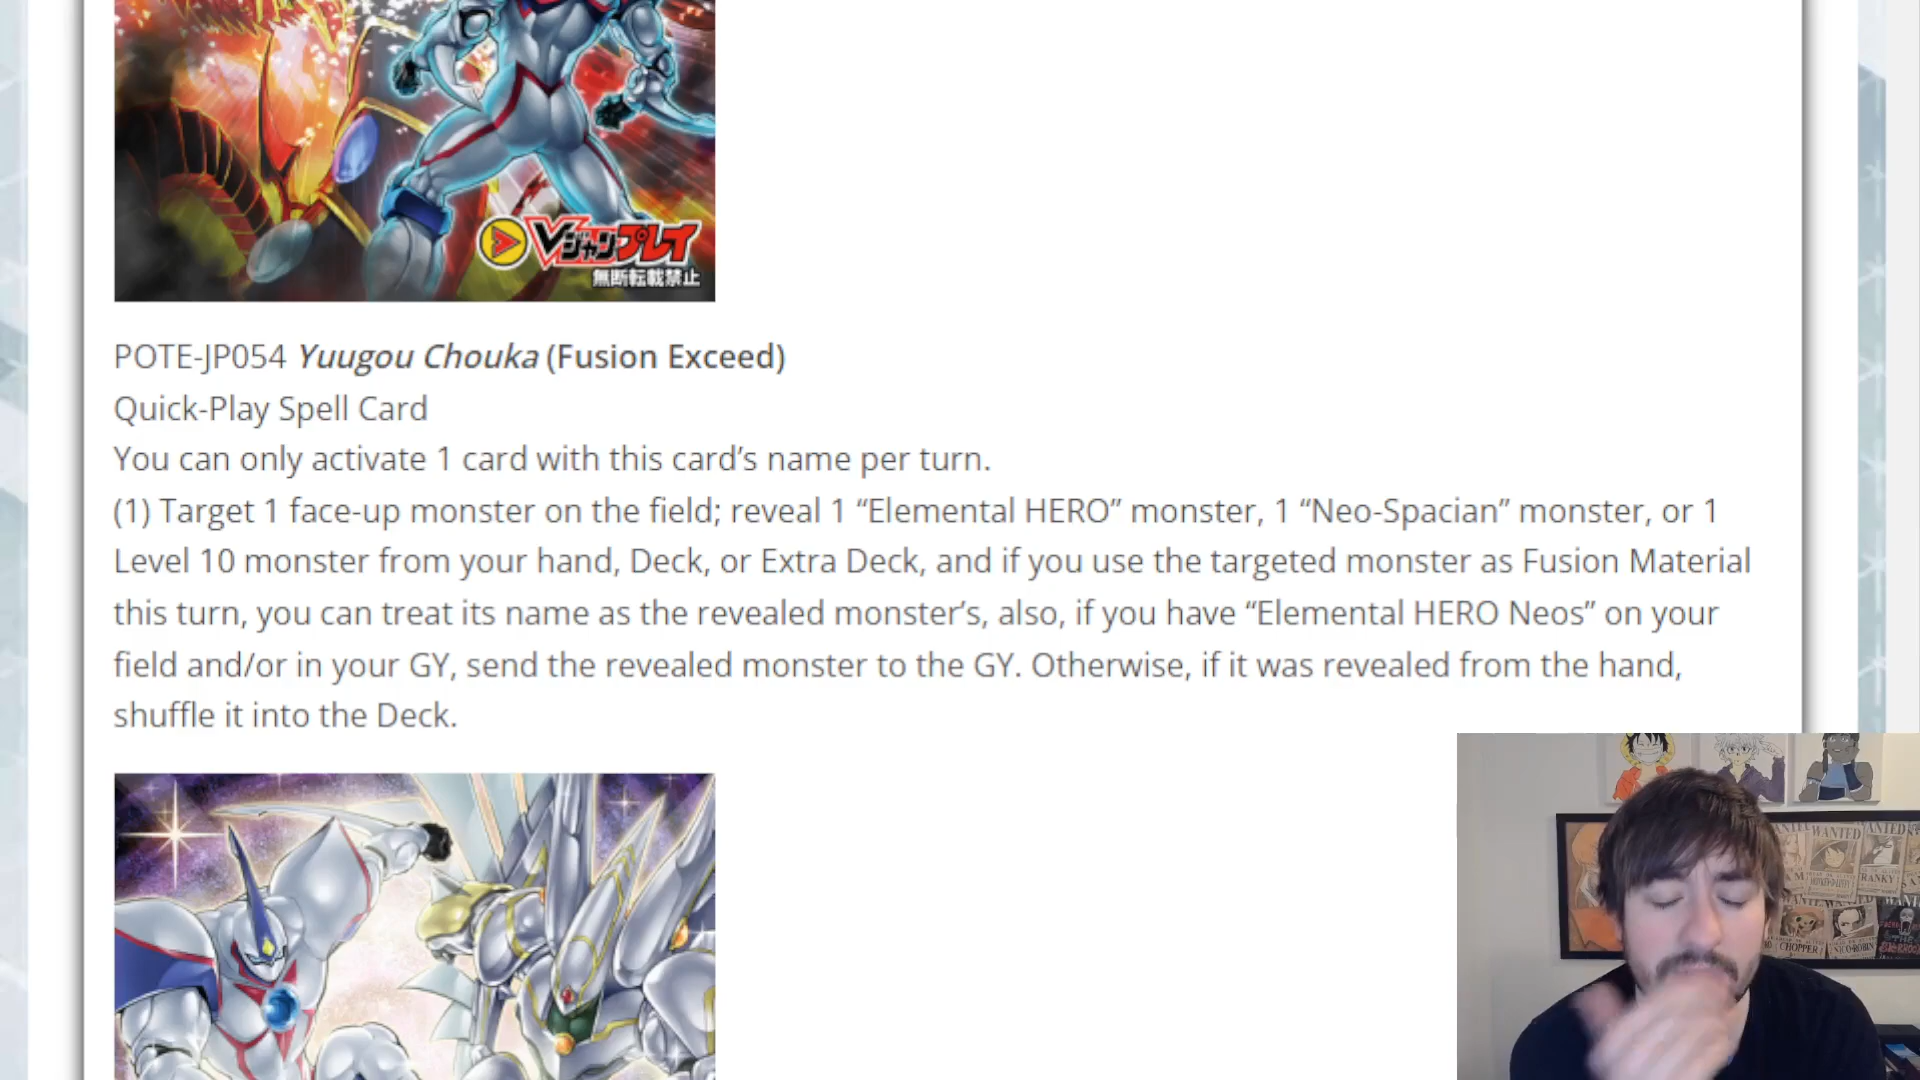 Vジャンプレイ
無断転載禁止
POTE-JP054 Yuugou Chouka (Fusion Exceed)
Quick-Play Spell Card
You can only activate 1 card with this card’s name per turn.
(1) Target 1 face-up monster on the field; reveal 1 “Elemental HERO” monster, 1 “Neo-Spacian” monster, or 1
Level 10 monster from your hand, Deck, or Extra Deck, and if you use the targeted monster as Fusion Material
this turn, you can treat its name as the revealed monster’s, also, if you have “Elemental HERO Neos” on your
field and/or in your GY, send the revealed monster to the GY. Otherwise, if it was revealed from the hand,
shuffle it into the Deck.
WANTED
CHOPPER
NICO·ROBIN